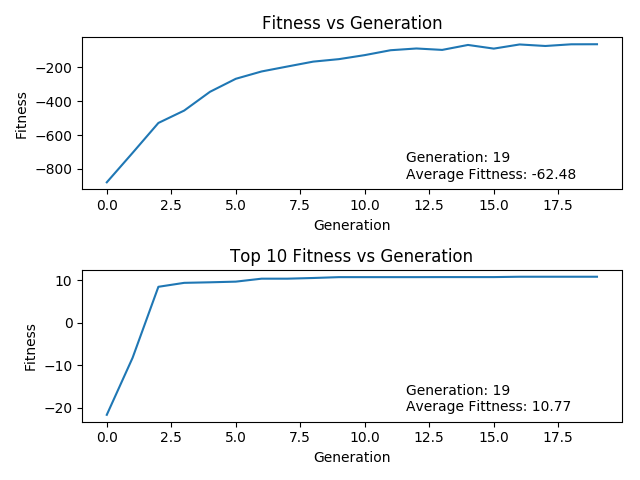 Fitness vs Generation
Fitness
−200
−400
−600
−800
Generation: 19
Average Fittness: -62.48
0.0 2.5 5.0 7.5 10.0 12.5 15.0 17.5
Generation
Top 10 Fitness vs Generation
Fitness
10
0
−10
−20
Generation: 19
Average Fittness: 10.77
0.0 2.5 5.0 7.5 10.0 12.5 15.0 17.5
Generation